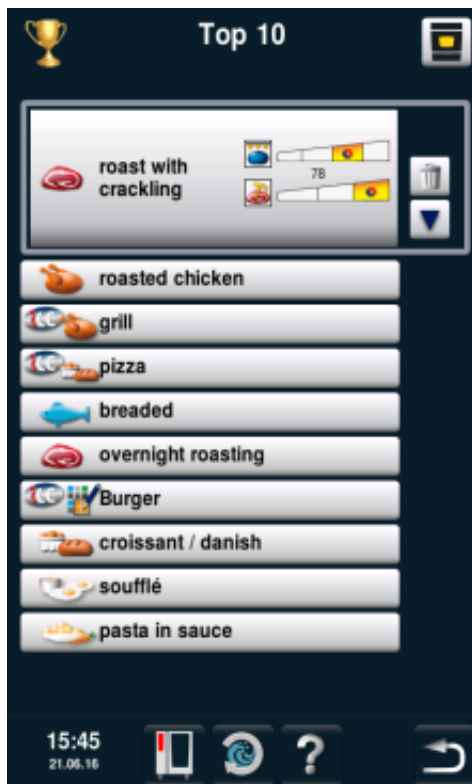 Top 10
roast with
crackling
78
roasted chicken
grill
pizza
breaded
overnight roasting
Burger
croissant / danish
soufflé
pasta in sauce
15:45
21.06.16
?